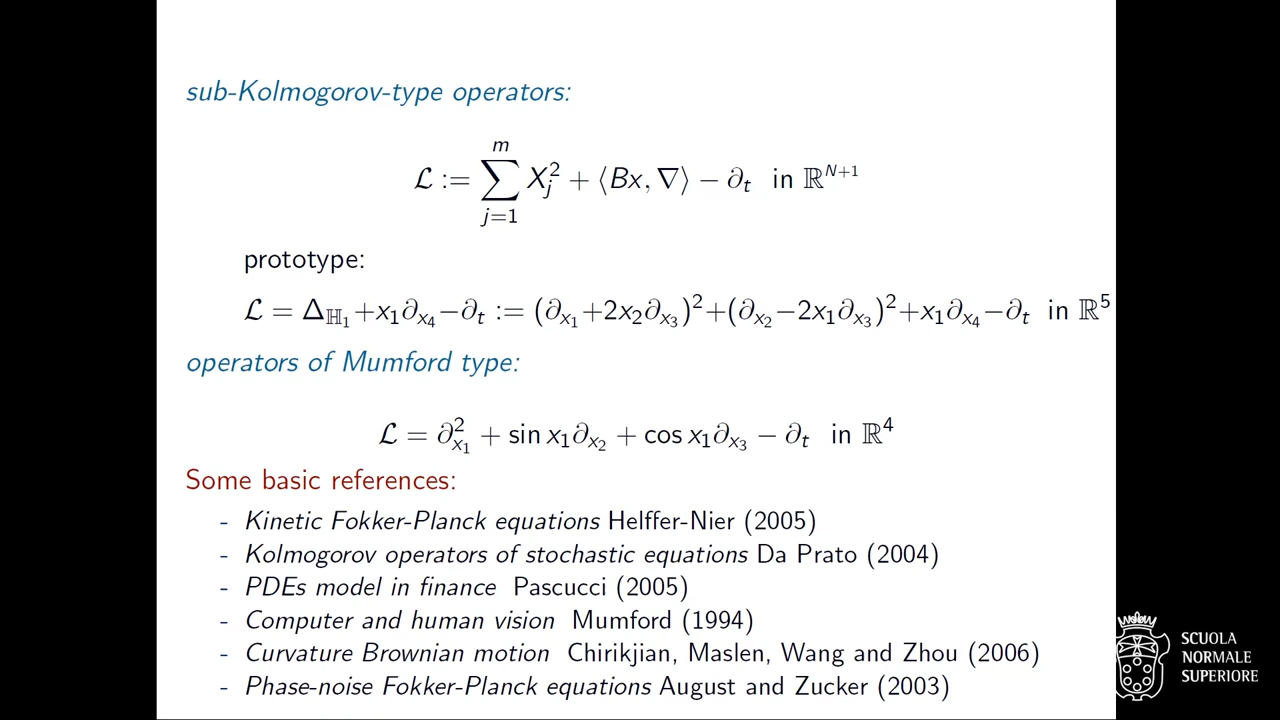 sub-Kolmogorov-type operators:
ℒ := ∑_{j=1}^{m} X_j^2 + ⟨Bx, ∇⟩ − ∂_t in ℝ^{N+1}
prototype:
ℒ = Δ_{ℍ_1}+x_1∂_{x_4}−∂_t := (∂_{x_1}+2x_2∂_{x_3})^2+(∂_{x_2}−2x_1∂_{x_3})^2+x_1∂_{x_4}−∂_t in ℝ^5
operators of Mumford type:
ℒ = ∂_{x_1}^2 + sin x_1∂_{x_2} + cos x_1∂_{x_3} − ∂_t in ℝ^4
Some basic references:
- Kinetic Fokker-Planck equations Helffer-Nier (2005)
- Kolmogorov operators of stochastic equations Da Prato (2004)
- PDEs model in finance Pascucci (2005)
- Computer and human vision Mumford (1994)
- Curvature Brownian motion Chirikjian, Maslen, Wang and Zhou (2006)
- Phase-noise Fokker-Planck equations August and Zucker (2003)
SCUOLA
NORMALE
SUPERIORE